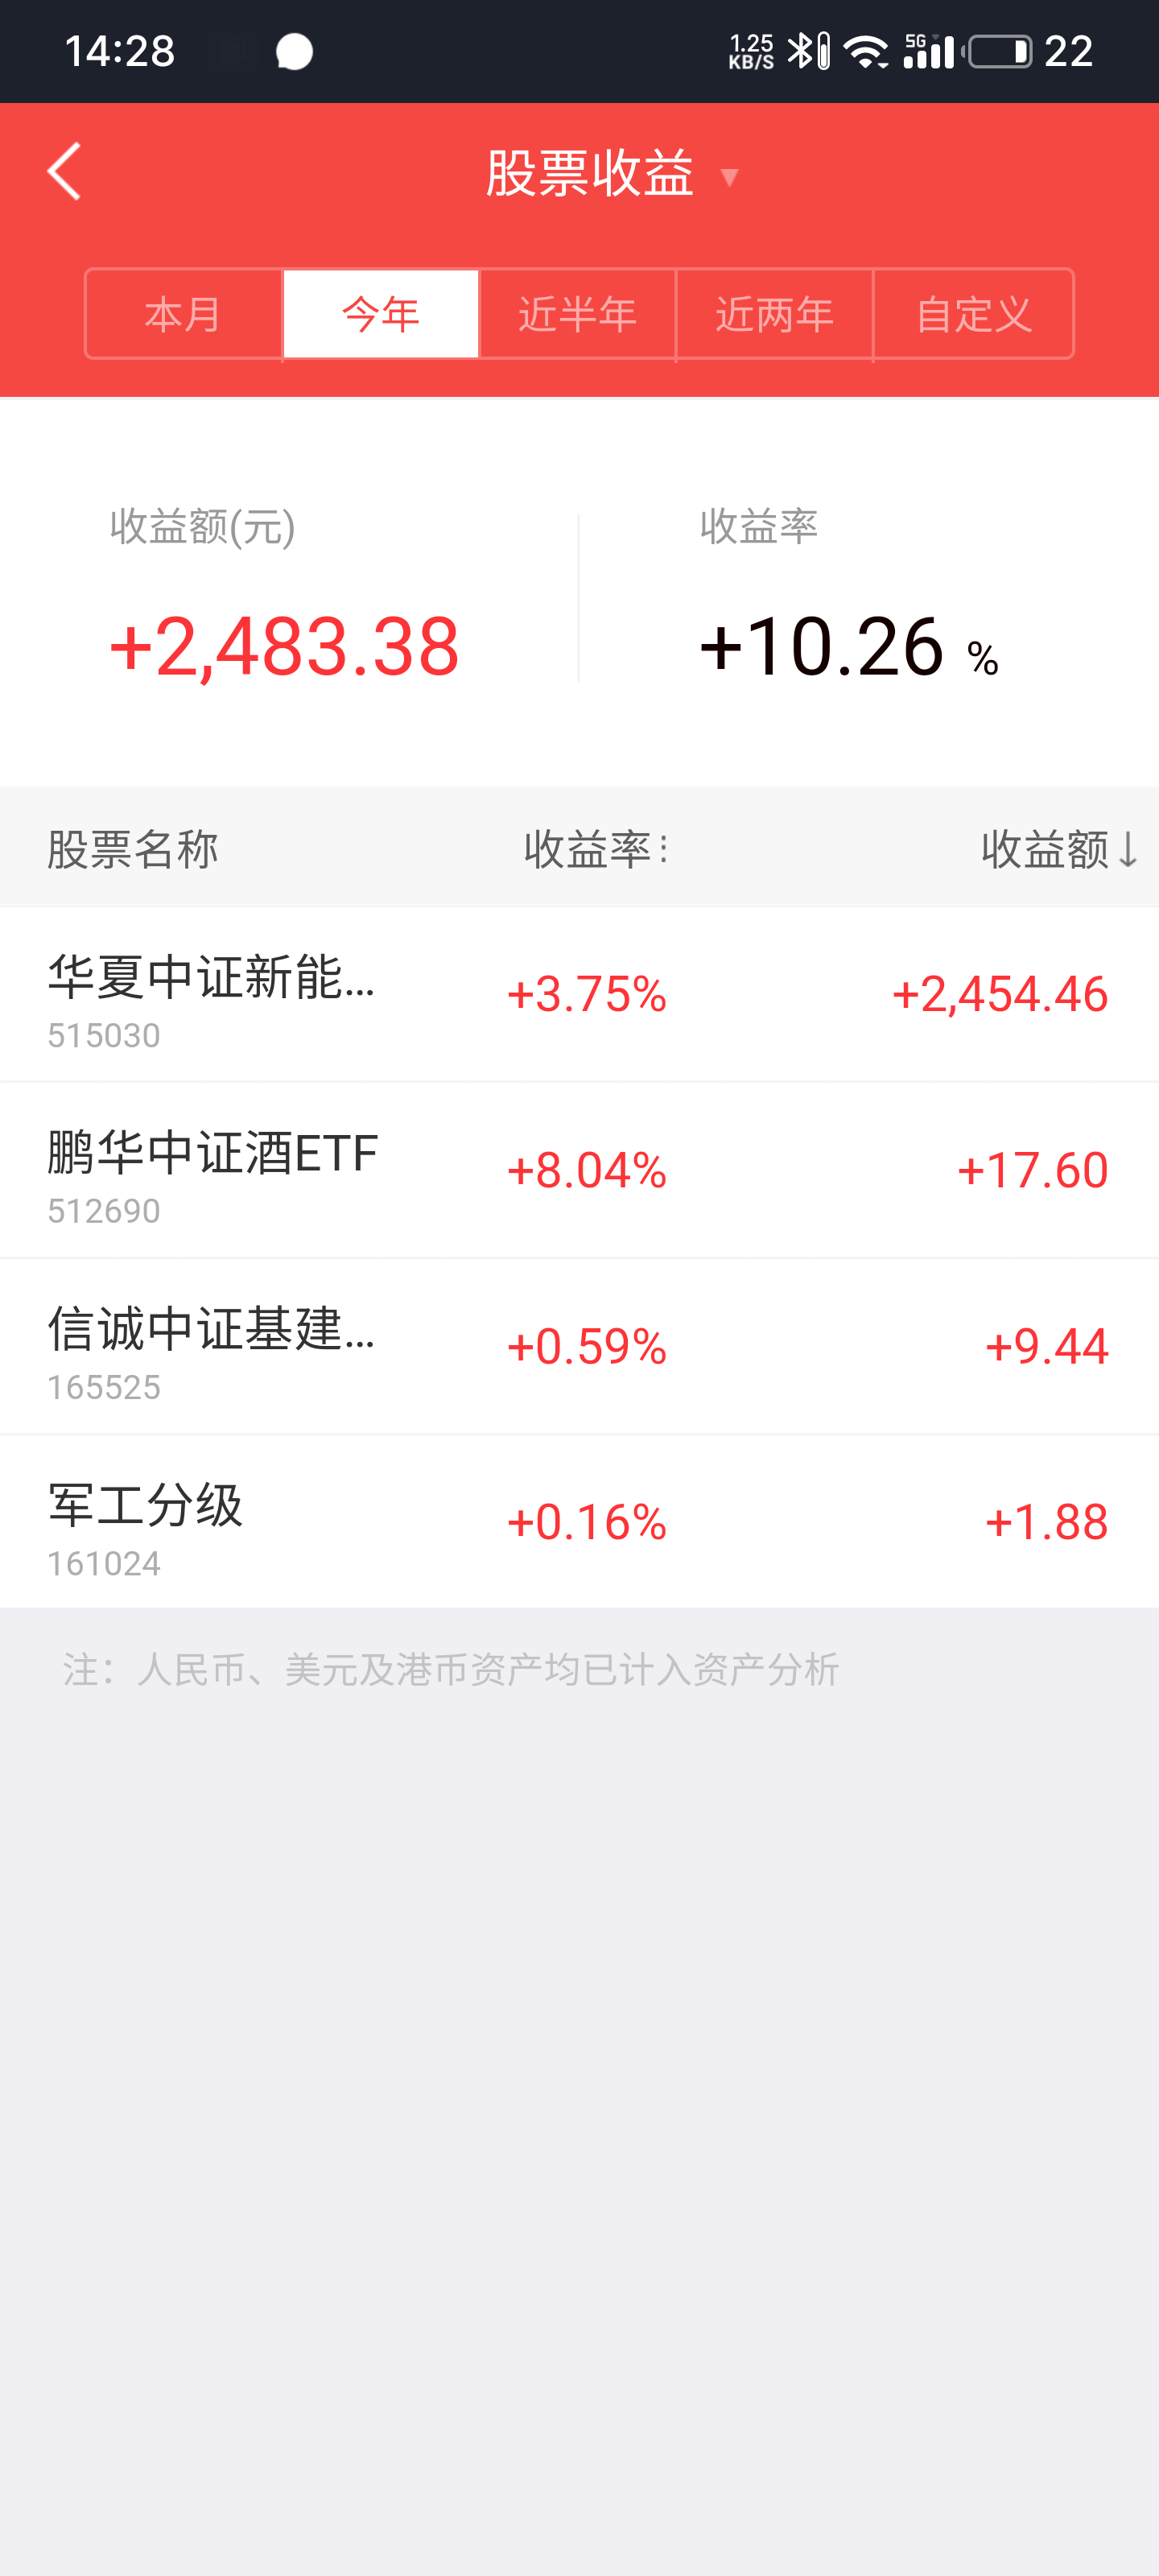 14:28
1.25
KB/S
5G
22
股票收益 ▼
本月 今年 近半年 近两年 自定义
收益额(元) 收益率
+2,483.38 +10.26 %
股票名称 收益率 收益额↓
华夏中证新能... +3.75% +2,454.46
515030
鹏华中证酒ETF +8.04% +17.60
512690
信诚中证基建... +0.59% +9.44
165525
军工分级 +0.16% +1.88
161024
注：人民币、美元及港币资产均已计入资产分析